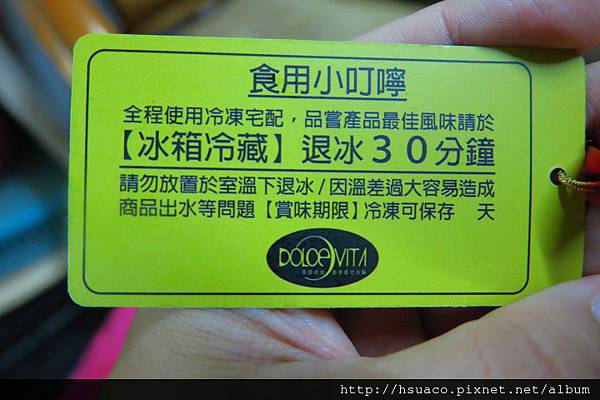 食用小叮嚀
全程使用冷凍宅配，品嘗產品最佳風味請於
【冰箱冷藏】退冰３０分鐘
請勿放置於室溫下退冰/因溫差過大容易造成
商品出水等問題【賞味期限】冷凍可保存　天
DOLCE VITA
http://hsuaco.pixnet.net/album